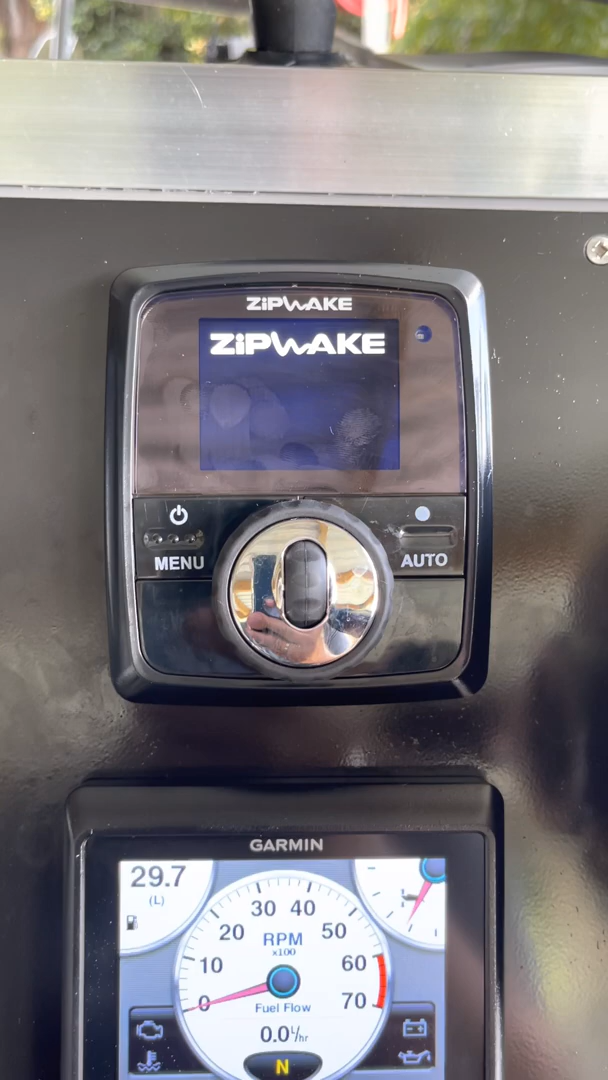 ZIPWAKE
ZIPWAKE
MENU
AUTO
GARMIN
29.7
(L)
30 40
20 50
RPM
x100
10 60
0 70
Fuel Flow
0.0 L/hr
N